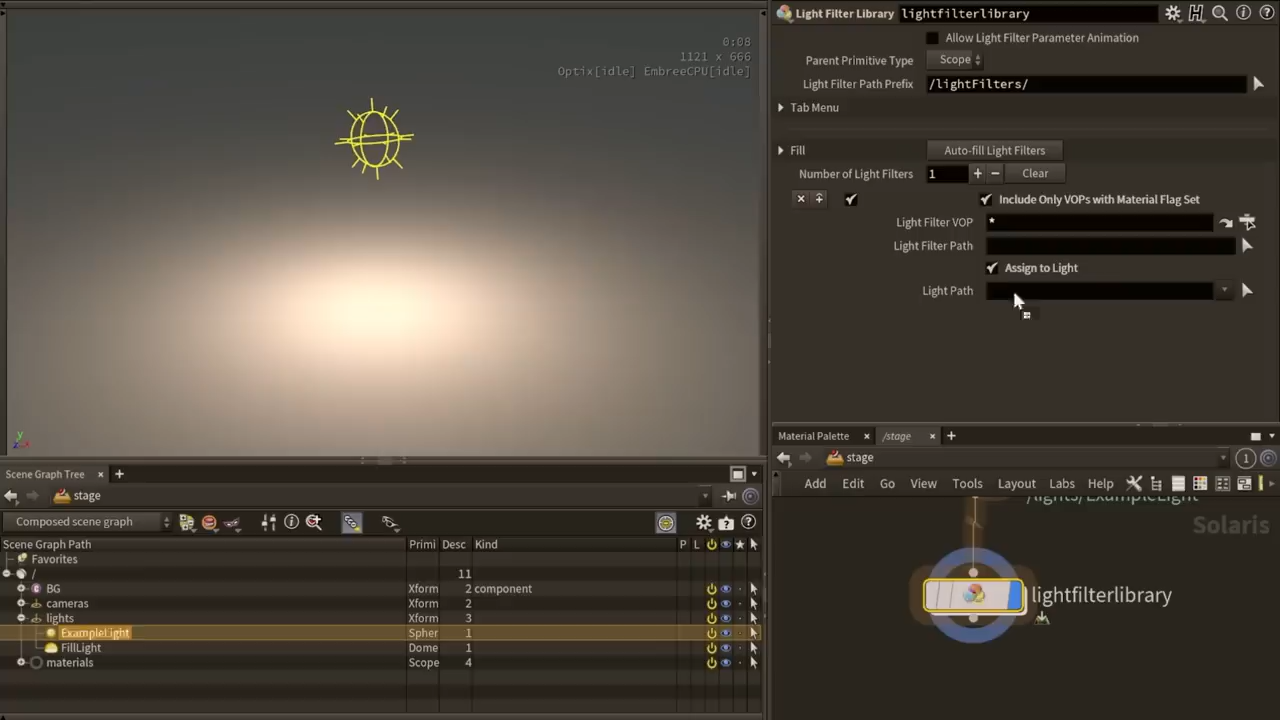 Light Filter Library lightfilterlibrary
Allow Light Filter Parameter Animation
Parent Primitive Type Scope
Light Filter Path Prefix /lightFilters/
Tab Menu
Fill Auto-fill Light Filters
Number of Light Filters 1 Clear
Include Only VOPs with Material Flag Set
Light Filter VOP *
Light Filter Path
Assign to Light
Light Path
0:08
1121 x 666
Optix[idle] EmbreeCPU[idle]
y
Material Palette × /stage ×
stage 1
Add Edit Go View Tools Layout Labs Help
/lights/ExampleLight
Solaris
lightfilterlibrary
Scene Graph Tree ×
stage
Composed scene graph
Scene Graph Path Primi Desc Kind P L
Favorites
/ 11
BG Xform 2 component
cameras Xform 2
lights Xform 3
ExampleLight Spher 1
FillLight Dome 1
materials Scope 4